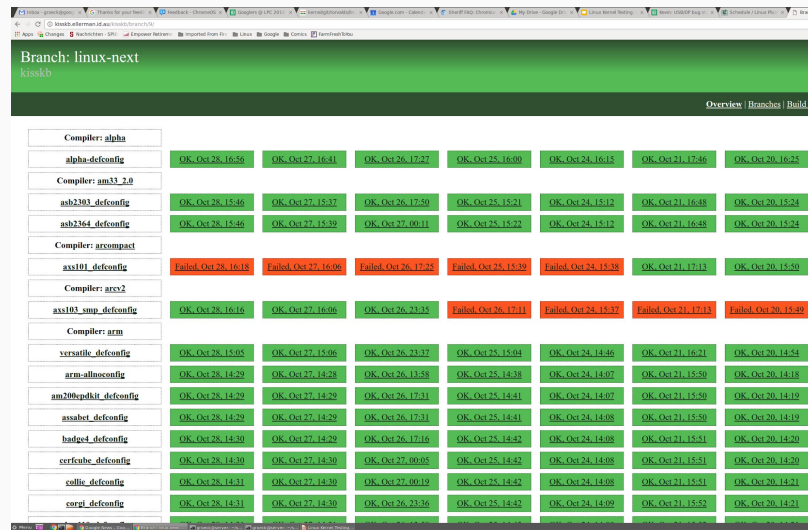 kisskb.ellerman.id.au/kisskb/branch/9/
Branch: linux-next
kisskb
Overview | Branches | Build
Compiler: alpha
alpha-defconfig OK, Oct 28, 16:56 OK, Oct 27, 16:41 OK, Oct 26, 17:27 OK, Oct 25, 16:00 OK, Oct 24, 16:15 OK, Oct 21, 17:46 OK, Oct 20, 16:25
Compiler: am33_2.0
asb2303_defconfig OK, Oct 28, 15:46 OK, Oct 27, 15:37 OK, Oct 26, 17:50 OK, Oct 25, 15:21 OK, Oct 24, 15:12 OK, Oct 21, 16:48 OK, Oct 20, 15:24
asb2364_defconfig OK, Oct 28, 15:46 OK, Oct 27, 15:39 OK, Oct 27, 00:11 OK, Oct 25, 15:22 OK, Oct 24, 15:12 OK, Oct 21, 16:48 OK, Oct 20, 15:24
Compiler: arcompact
axs101_defconfig Failed, Oct 28, 16:18 Failed, Oct 27, 16:06 Failed, Oct 26, 17:25 Failed, Oct 25, 15:39 Failed, Oct 24, 15:38 OK, Oct 21, 17:13 OK, Oct 20, 15:50
Compiler: arcv2
axs103_smp_defconfig OK, Oct 28, 16:16 OK, Oct 27, 16:06 OK, Oct 26, 23:35 Failed, Oct 26, 17:11 Failed, Oct 24, 15:37 Failed, Oct 21, 17:13 Failed, Oct 20, 15:49
Compiler: arm
versatile_defconfig OK, Oct 28, 15:05 OK, Oct 27, 15:06 OK, Oct 26, 23:37 OK, Oct 25, 15:04 OK, Oct 24, 14:46 OK, Oct 21, 16:21 OK, Oct 20, 14:54
arm-allnoconfig OK, Oct 28, 14:29 OK, Oct 27, 14:28 OK, Oct 26, 13:58 OK, Oct 25, 14:38 OK, Oct 24, 14:07 OK, Oct 21, 15:50 OK, Oct 20, 14:18
am200epdkit_defconfig OK, Oct 28, 14:29 OK, Oct 27, 14:29 OK, Oct 26, 17:31 OK, Oct 25, 14:41 OK, Oct 24, 14:07 OK, Oct 21, 15:50 OK, Oct 20, 14:19
assabet_defconfig OK, Oct 28, 14:29 OK, Oct 27, 14:29 OK, Oct 26, 17:31 OK, Oct 25, 14:41 OK, Oct 24, 14:08 OK, Oct 21, 15:50 OK, Oct 20, 14:19
badge4_defconfig OK, Oct 28, 14:30 OK, Oct 27, 14:29 OK, Oct 26, 17:16 OK, Oct 25, 14:42 OK, Oct 24, 14:08 OK, Oct 21, 15:51 OK, Oct 20, 14:20
cerfcube_defconfig OK, Oct 28, 14:30 OK, Oct 27, 14:30 OK, Oct 27, 00:05 OK, Oct 25, 14:42 OK, Oct 24, 14:08 OK, Oct 21, 15:51 OK, Oct 20, 14:20
collie_defconfig OK, Oct 28, 14:31 OK, Oct 27, 14:30 OK, Oct 27, 00:19 OK, Oct 25, 14:42 OK, Oct 24, 14:08 OK, Oct 21, 15:51 OK, Oct 20, 14:21
corgi_defconfig OK, Oct 28, 14:31 OK, Oct 27, 14:30 OK, Oct 26, 23:36 OK, Oct 25, 14:42 OK, Oct 24, 14:09 OK, Oct 21, 15:52 OK, Oct 20, 14:21